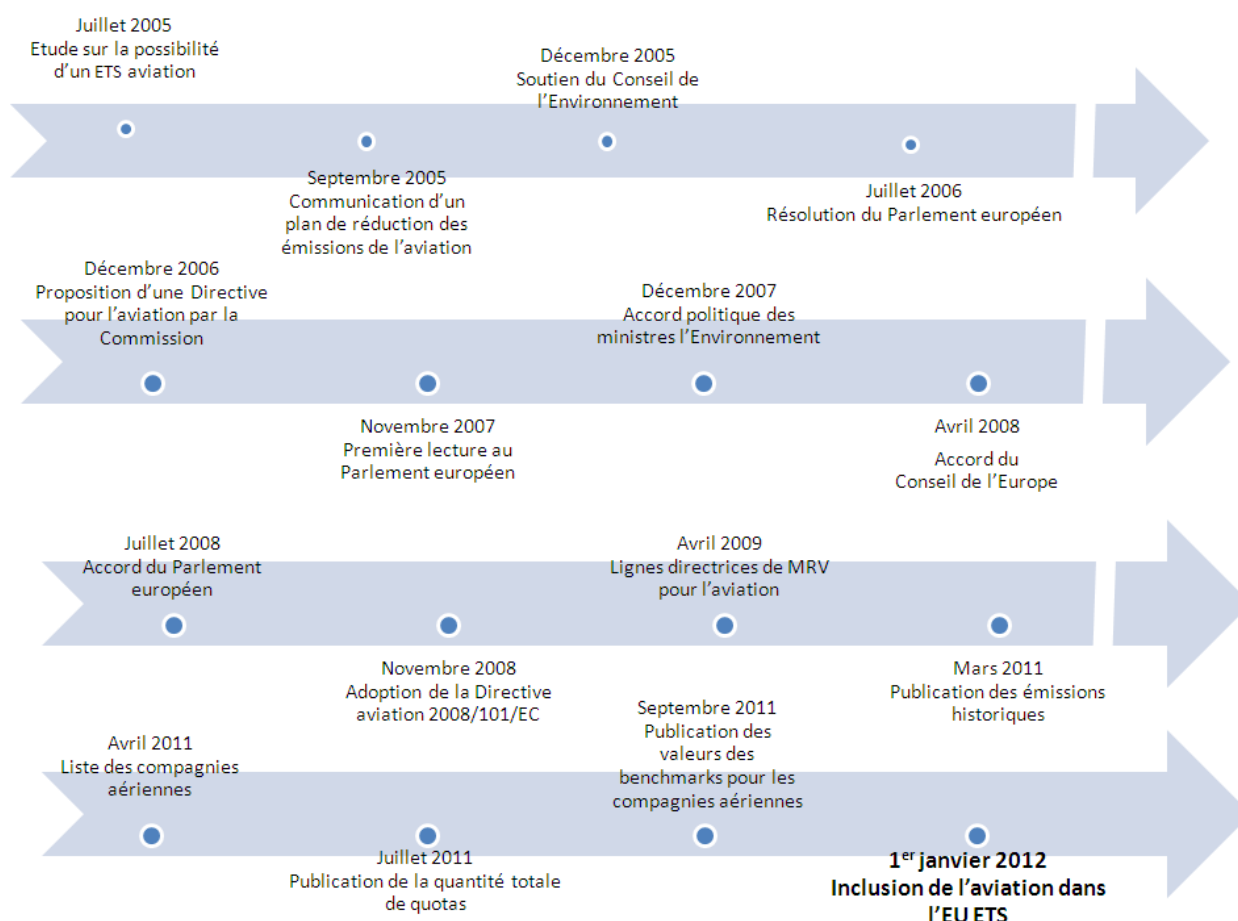 Juillet 2005
Etude sur la possibilité
d'un ETS aviation
Septembre 2005
Communication d'un
plan de réduction des
émissions de l'aviation
Décembre 2005
Soutien du Conseil de
l'Environnement
Juillet 2006
Résolution du Parlement européen
Décembre 2006
Proposition d'une Directive
pour l'aviation par la
Commission
Novembre 2007
Première lecture au
Parlement européen
Décembre 2007
Accord politique des
ministres l'Environnement
Avril 2008
Accord du
Conseil de l'Europe
Juillet 2008
Accord du Parlement
européen
Novembre 2008
Adoption de la Directive
aviation 2008/101/EC
Avril 2009
Lignes directrices de MRV
pour l'aviation
Mars 2011
Publication des émissions
historiques
Avril 2011
Liste des compagnies
aériennes
Juillet 2011
Publication de la quantité totale
de quotas
Septembre 2011
Publication des
valeurs des
benchmarks pour les
compagnies aériennes
1er janvier 2012
Inclusion de l'aviation dans
l'EU ETS